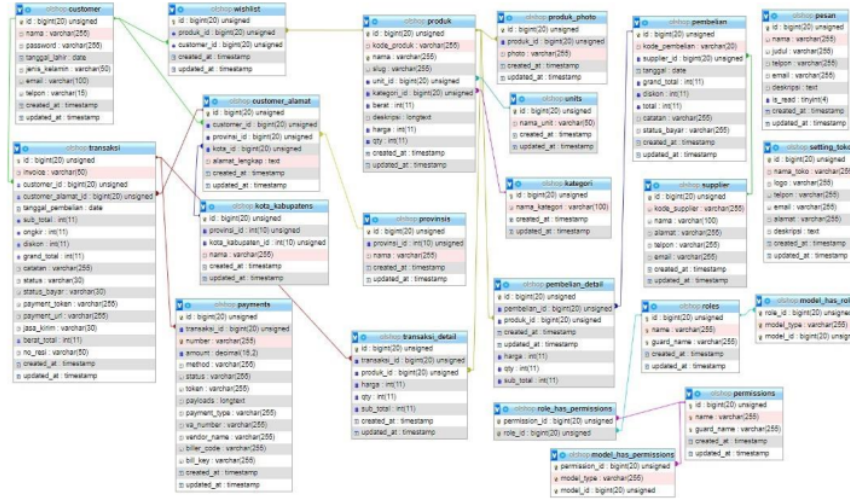 olshop customer
id : bigint(20) unsigned
nama : varchar(255)
password : varchar(255)
tanggal_lahir : date
jenis_kelamin : varchar(50)
email : varchar(100)
telpon : varchar(15)
created_at : timestamp
updated_at : timestamp
olshop wishlist
id : bigint(20) unsigned
produk_id : bigint(20) unsigned
customer_id : bigint(20) unsigned
created_at : timestamp
updated_at : timestamp
olshop produk
id : bigint(20) unsigned
kode_produk : varchar(255)
nama : varchar(255)
slug : varchar(255)
unit_id : bigint(20) unsigned
kategori_id : bigint(20) unsigned
berat : int(11)
deskripsi : longtext
harga : int(11)
qty : int(11)
created_at : timestamp
updated_at : timestamp
olshop produk_photo
id : bigint(20) unsigned
produk_id : bigint(20) unsigned
photo : varchar(255)
created_at : timestamp
updated_at : timestamp
olshop pembelian
id : bigint(20) unsigned
kode_pembelian : varchar(20)
supplier_id : bigint(20) unsigned
tanggal : date
grand_total : int(11)
diskon : int(11)
total : int(11)
catatan : varchar(255)
status_bayar : varchar(255)
created_at : timestamp
updated_at : timestamp
olshop pesan
id : bigint(20) unsigned
nama : varchar(255)
judul : varchar(255)
telpon : varchar(255)
email : varchar(255)
deskripsi : text
is_read : tinyint(4)
created_at : timestamp
updated_at : timestamp
olshop customer_alamat
id : bigint(20) unsigned
customer_id : bigint(20) unsigned
provinsi_id : bigint(20) unsigned
kota_id : bigint(20) unsigned
alamat_lengkap : text
created_at : timestamp
updated_at : timestamp
olshop units
id : bigint(20) unsigned
nama_unit : varchar(50)
created_at : timestamp
updated_at : timestamp
olshop transaksi
id : bigint(20) unsigned
invoice : varchar(50)
customer_id : bigint(20) unsigned
customer_alamat_id : bigint(20) unsigned
tanggal_pembelian : date
sub_total : int(11)
ongkir : int(11)
diskon : int(11)
grand_total : int(11)
catatan : varchar(255)
status : varchar(30)
status_bayar : varchar(30)
payment_token : varchar(255)
payment_url : varchar(255)
jasa_kirim : varchar(30)
berat_total : int(11)
no_resi : varchar(50)
created_at : timestamp
updated_at : timestamp
olshop setting_toko
id : bigint(20) unsigned
nama_toko : varchar(255)
logo : varchar(255)
telpon : varchar(255)
email : varchar(255)
alamat : varchar(255)
deskripsi : text
created_at : timestamp
updated_at : timestamp
olshop kategori
id : bigint(20) unsigned
nama_kategori : varchar(100)
created_at : timestamp
updated_at : timestamp
olshop supplier
id : bigint(20) unsigned
kode_supplier : varchar(255)
nama : varchar(100)
alamat : varchar(255)
telpon : varchar(255)
email : varchar(255)
created_at : timestamp
updated_at : timestamp
olshop kota_kabupatens
id : bigint(20) unsigned
provinsi_id : int(10) unsigned
kota_kabupaten_id : int(10) unsigned
nama : varchar(255)
created_at : timestamp
updated_at : timestamp
olshop provinsis
id : bigint(20) unsigned
provinsi_id : int(10) unsigned
nama : varchar(255)
created_at : timestamp
updated_at : timestamp
olshop pembelian_detail
id : bigint(20) unsigned
pembelian_id : bigint(20) unsigned
produk_id : bigint(20) unsigned
created_at : timestamp
updated_at : timestamp
harga : int(11)
qty : int(11)
sub_total : int(11)
olshop payments
id : bigint(20) unsigned
transaksi_id : bigint(20) unsigned
number : varchar(255)
amount : decimal(16,2)
method : varchar(255)
status : varchar(255)
token : varchar(255)
payloads : longtext
payment_type : varchar(255)
va_number : varchar(255)
vendor_name : varchar(255)
biller_code : varchar(255)
bill_key : varchar(255)
created_at : timestamp
updated_at : timestamp
olshop transaksi_detail
id : bigint(20) unsigned
transaksi_id : bigint(20) unsigned
produk_id : bigint(20) unsigned
harga : int(11)
qty : int(11)
sub_total : int(11)
created_at : timestamp
updated_at : timestamp
olshop roles
id : bigint(20) unsigned
name : varchar(255)
guard_name : varchar(255)
created_at : timestamp
updated_at : timestamp
olshop model_has_rol
role_id : bigint(20) unsigned
model_type : varchar(255)
model_id : bigint(20) unsign
olshop role_has_permissions
permission_id : bigint(20) unsigned
role_id : bigint(20) unsigned
olshop permissions
id : bigint(20) unsigned
name : varchar(255)
guard_name : varchar(255)
created_at : timestamp
updated_at : timestamp
olshop model_has_permissions
permission_id : bigint(20) unsigned
model_type : varchar(255)
model_id : bigint(20) unsigned